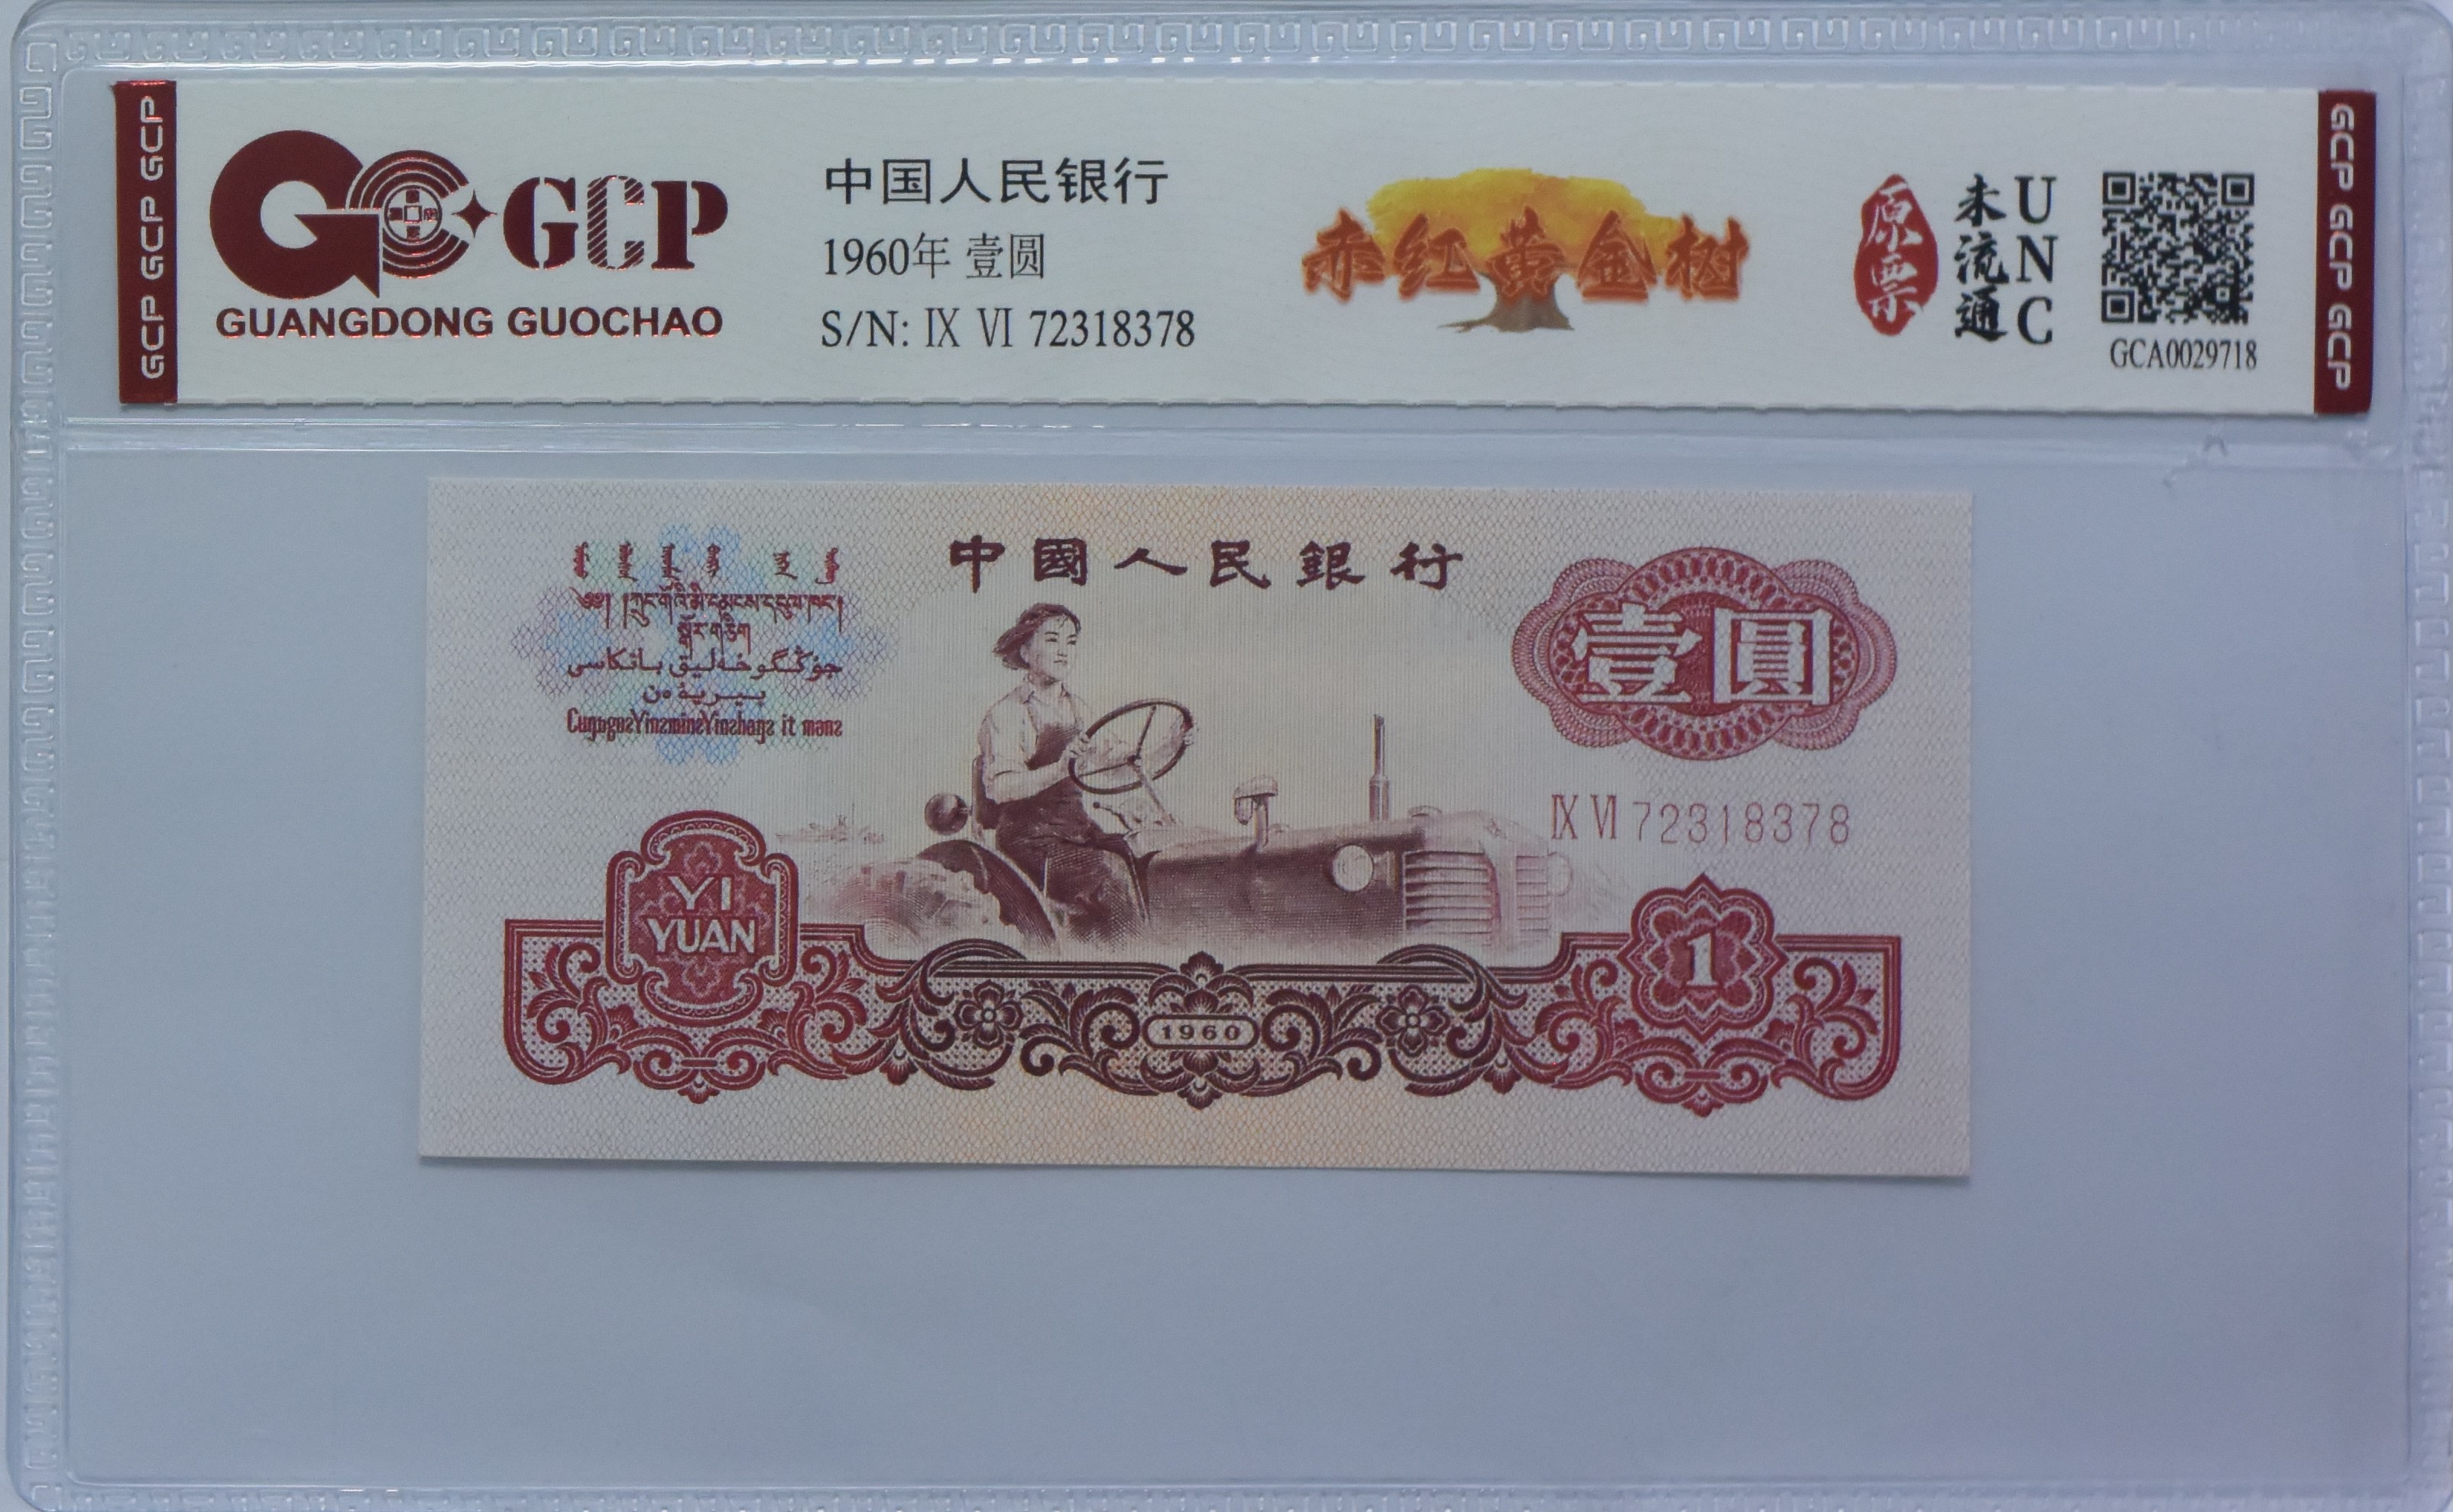 GCP GCP GCP
GCP
GUANGDONG GUOCHAO
中国人民银行
1960年 壹圆
S/N: Ⅸ Ⅵ 72318378
赤红黄金树
原票
未流通
UNC
GCA0029718
GCP GCP GCP
中國人民銀行
壹圓
Ⅸ Ⅵ 72318378
YI
YUAN
1
1960